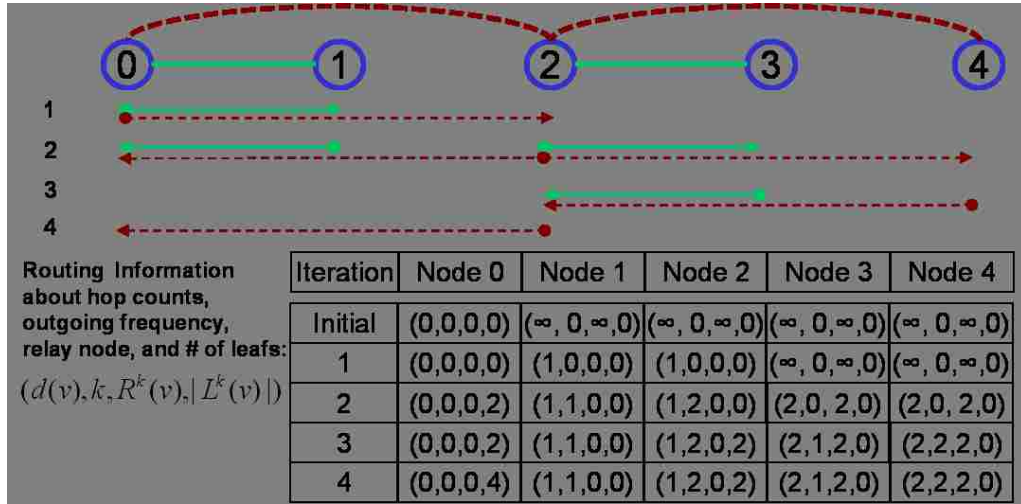 0 1 2 3 4
1
2
3
4
Routing Information
about hop counts,
outgoing frequency,
relay node, and # of leafs:
(d(v),k,R^k(v),|L^k(v)|)
Iteration Node 0 Node 1 Node 2 Node 3 Node 4
Initial (0,0,0,0) (∞, 0,∞,0) (∞, 0,∞,0) (∞, 0,∞,0) (∞, 0,∞,0)
1 (0,0,0,0) (1,0,0,0) (1,0,0,0) (∞, 0,∞,0) (∞, 0,∞,0)
2 (0,0,0,2) (1,1,0,0) (1,2,0,0) (2,0, 2,0) (2,0, 2,0)
3 (0,0,0,2) (1,1,0,0) (1,2,0,2) (2,1,2,0) (2,2,2,0)
4 (0,0,0,4) (1,1,0,0) (1,2,0,2) (2,1,2,0) (2,2,2,0)